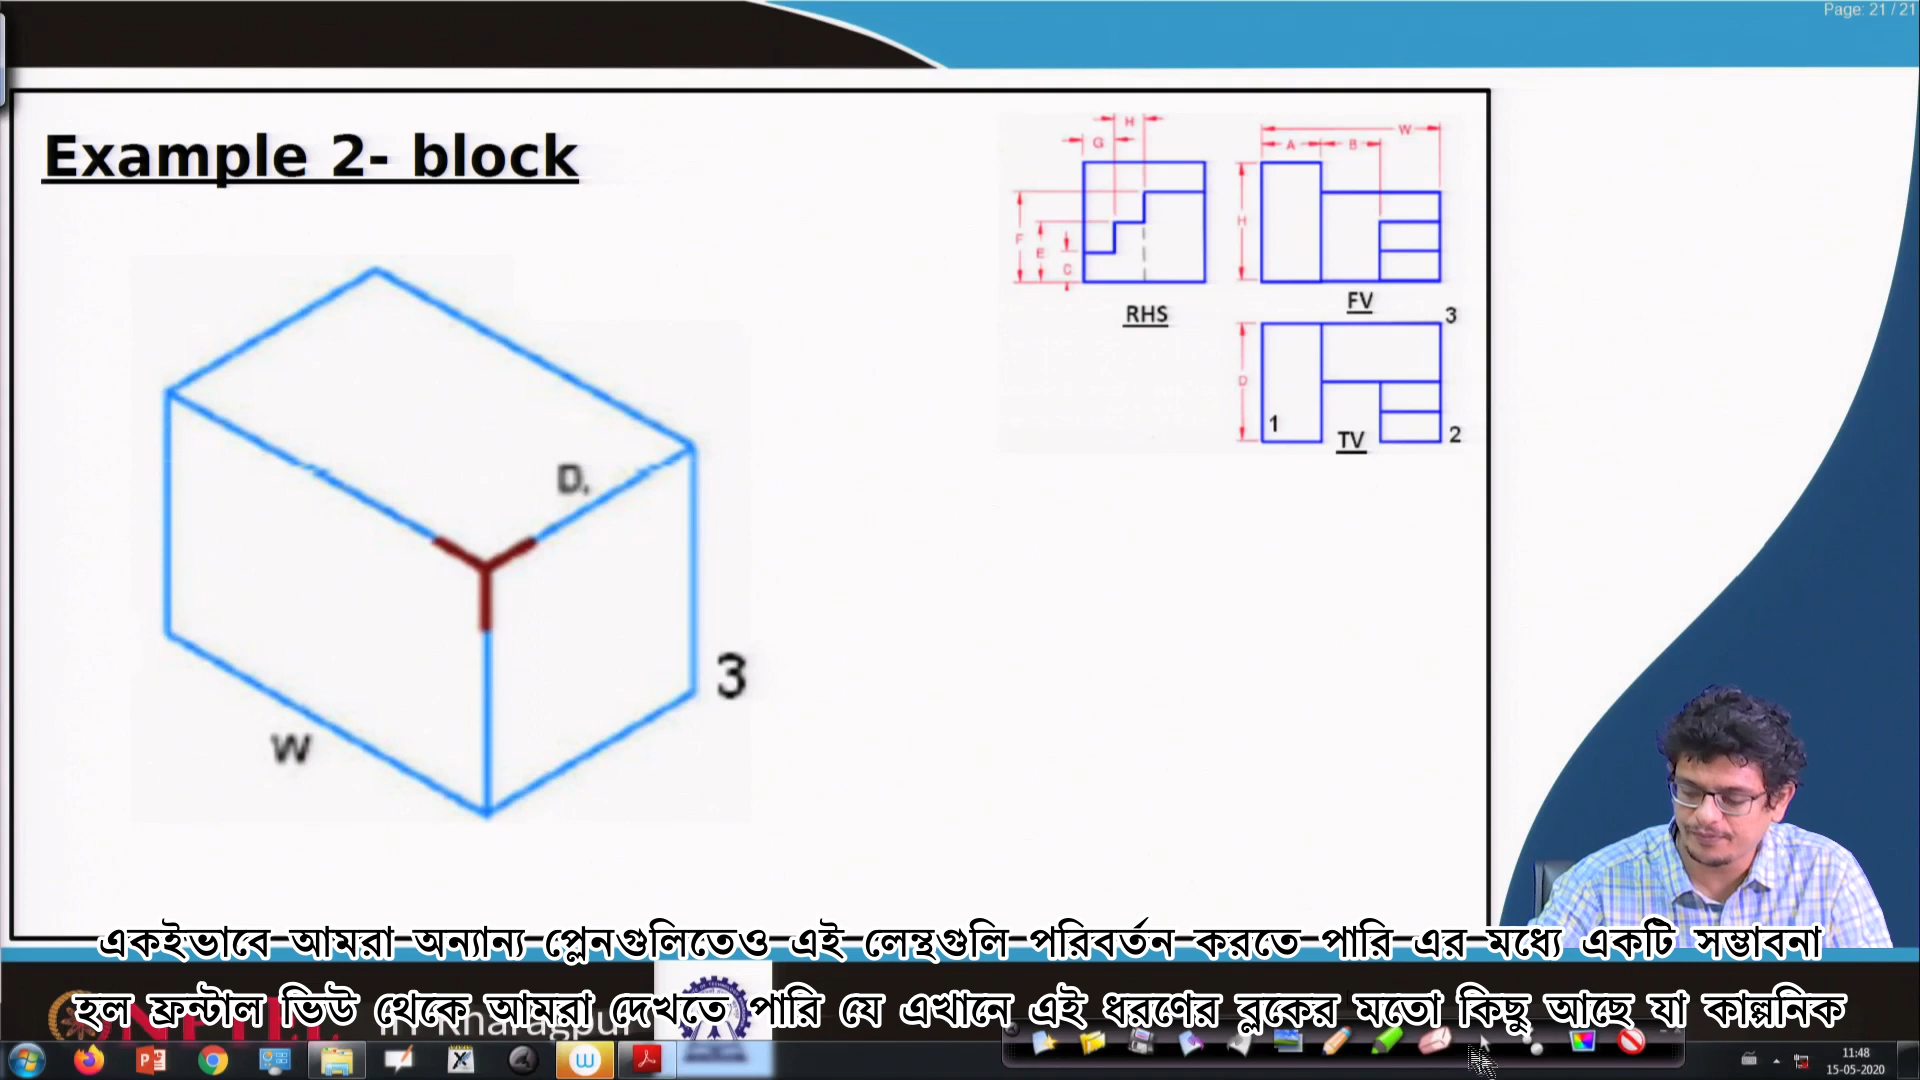 Page: 21 / 21
Example 2- block
H
G
F
E
C
RHS
W
A
B
H
FV
3
D
1
TV
2
D.
3
W
একইভাবে আমরা অন্যান্য প্লেনগুলিতেও এই লেন্থগুলি পরিবর্তন করতে পারি এর মধ্যে একটি সম্ভাবনা
হল ফ্রন্টাল ভিউ থেকে আমরা দেখতে পারি যে এখানে এই ধরণের ব্লকের মতো কিছু আছে যা কাল্পনিক
IIT Kharagpur
11:48
15-05-2020